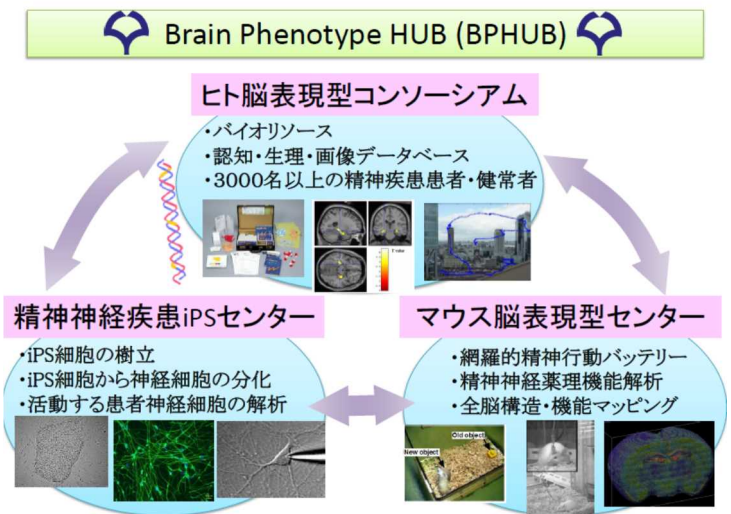 Brain Phenotype HUB (BPHUB)
ヒト脳表現型コンソーシアム
・バイオリソース
・認知・生理・画像データベース
・3000名以上の精神疾患患者・健常者
精神神経疾患iPSセンター
・iPS細胞の樹立
・iPS細胞から神経細胞の分化
・活動する患者神経細胞の解析
マウス脳表現型センター
・網羅的精神行動バッテリー
・精神神経薬理機能解析
・全脳構造・機能マッピング
Old object
New object